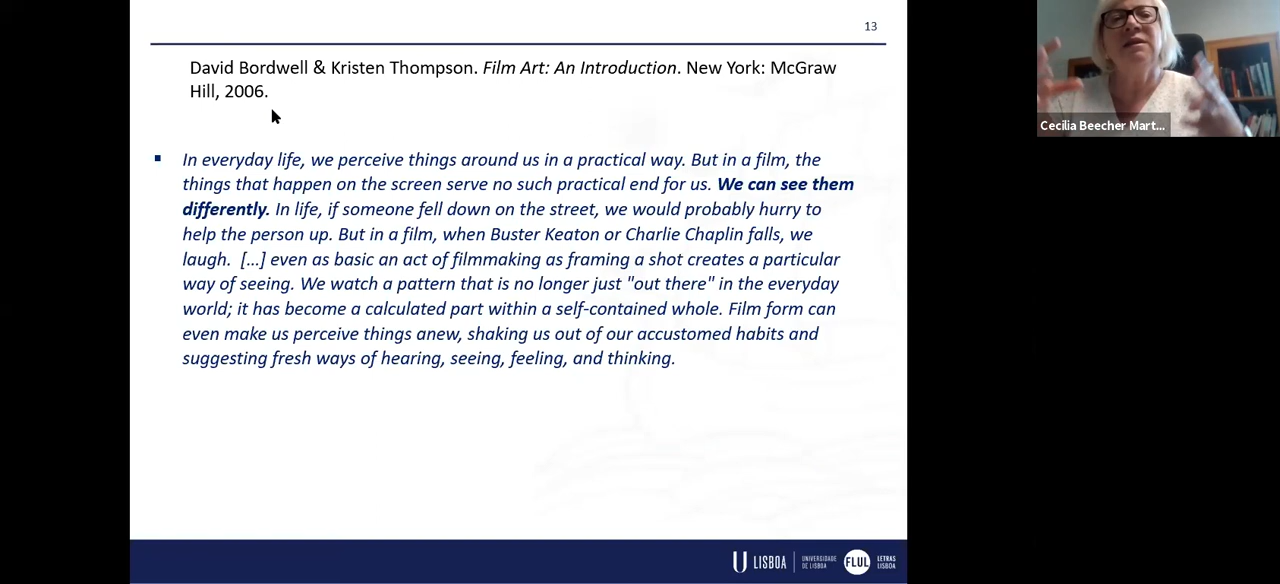 13
David Bordwell & Kristen Thompson. Film Art: An Introduction. New York: McGraw
Hill, 2006.
▪ In everyday life, we perceive things around us in a practical way. But in a film, the
things that happen on the screen serve no such practical end for us. We can see them
differently. In life, if someone fell down on the street, we would probably hurry to
help the person up. But in a film, when Buster Keaton or Charlie Chaplin falls, we
laugh. [...] even as basic an act of filmmaking as framing a shot creates a particular
way of seeing. We watch a pattern that is no longer just "out there" in the everyday
world; it has become a calculated part within a self-contained whole. Film form can
even make us perceive things anew, shaking us out of our accustomed habits and
suggesting fresh ways of hearing, seeing, feeling, and thinking.
Cecilia Beecher Mart...
LISBOA
UNIVERSIDADE
DE LISBOA
FLUL
LETRAS
LISBOA